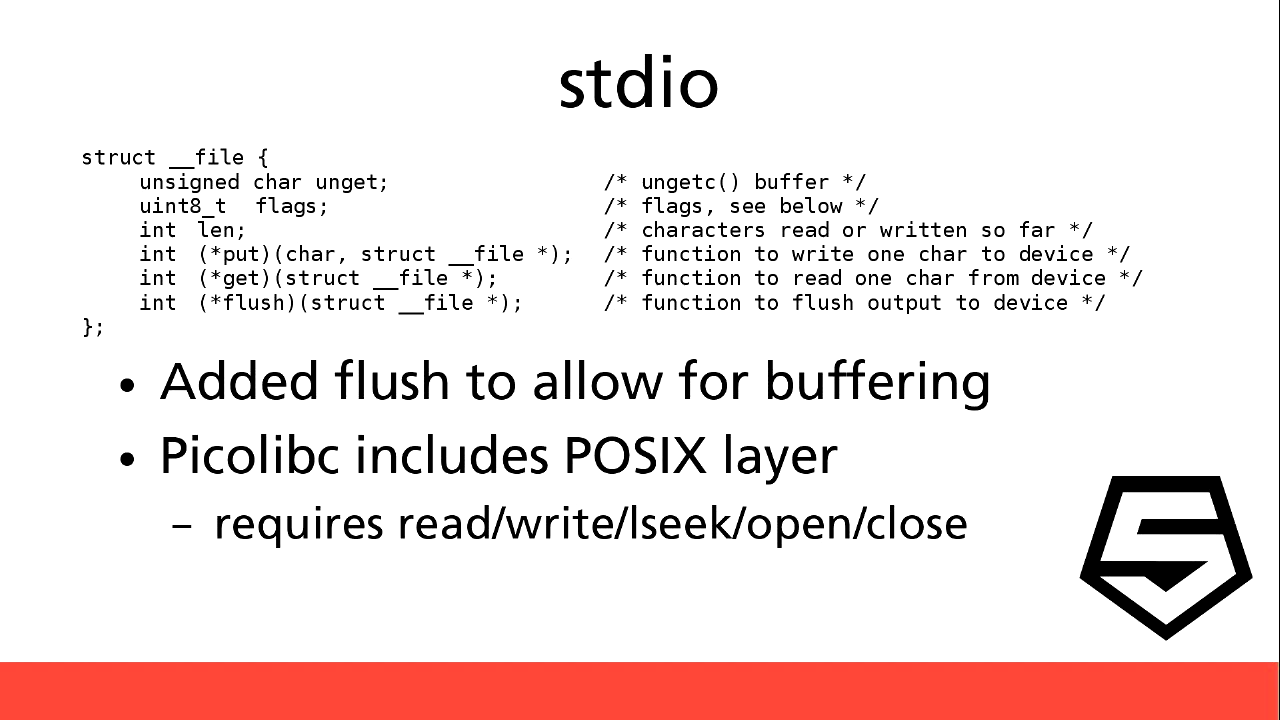 stdio
struct __file {
unsigned char unget; /* ungetc() buffer */
uint8_t flags; /* flags, see below */
int len; /* characters read or written so far */
int (*put)(char, struct __file *); /* function to write one char to device */
int (*get)(struct __file *); /* function to read one char from device */
int (*flush)(struct __file *); /* function to flush output to device */
};
• Added flush to allow for buffering
• Picolibc includes POSIX layer
– requires read/write/lseek/open/close